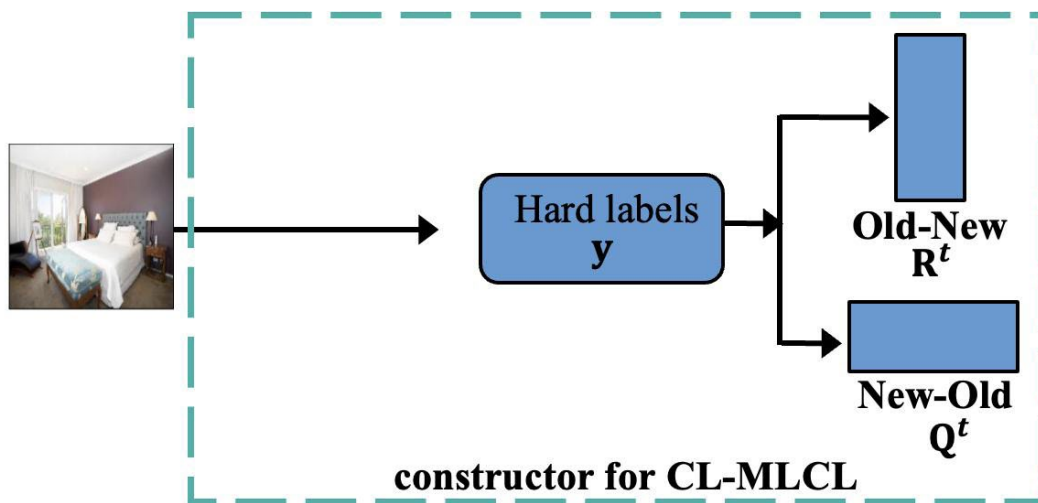 Hard labels
y
Old-New
R^t
New-Old
Q^t
constructor for CL-MLCL